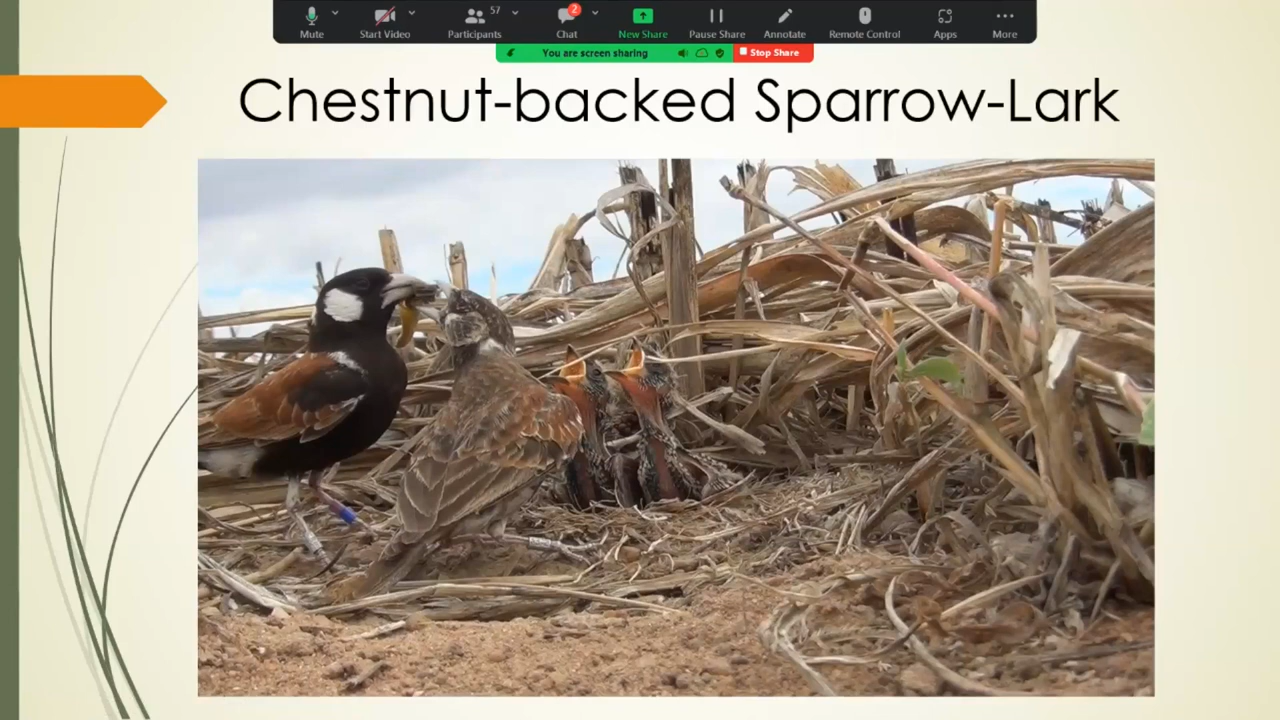 57
2
Mute
Start Video
Participants
Chat
New Share
Pause Share
Annotate
Remote Control
Apps
More
You are screen sharing
Stop Share
Chestnut-backed Sparrow-Lark